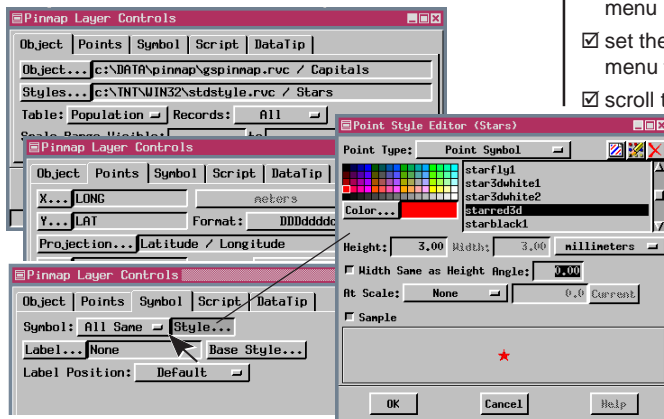 Pinmap Layer Controls
Object Points Symbol Script DataTip
Object... c:\DATA\pinmap\gspinmap.rvc / Capitals
Styles... c:\TNT\WIN32\stdstyle.rvc / Stars
Table: Population Records: All
Scale Range Visible: to
Pinmap Layer Controls
Object Points Symbol Script DataTip
X... LONG meters
Y... LAT Format: DDDdddd
Projection... Latitude / Longitude
Pinmap Layer Controls
Object Points Symbol Script DataTip
Symbol: All Same Style...
Label... None Base Style...
Label Position: Default
menu
set the
menu
scroll
Point Style Editor (Stars)
Point Type: Point Symbol
starfly1
star3dwhite1
star3dwhite2
starred3d
starblack1
Color...
Height: 3.00 Width: 3.00 millimeters
Width Same as Height Angle: 0.00
At Scale: None 0.0 Current
Sample
OK Cancel Help